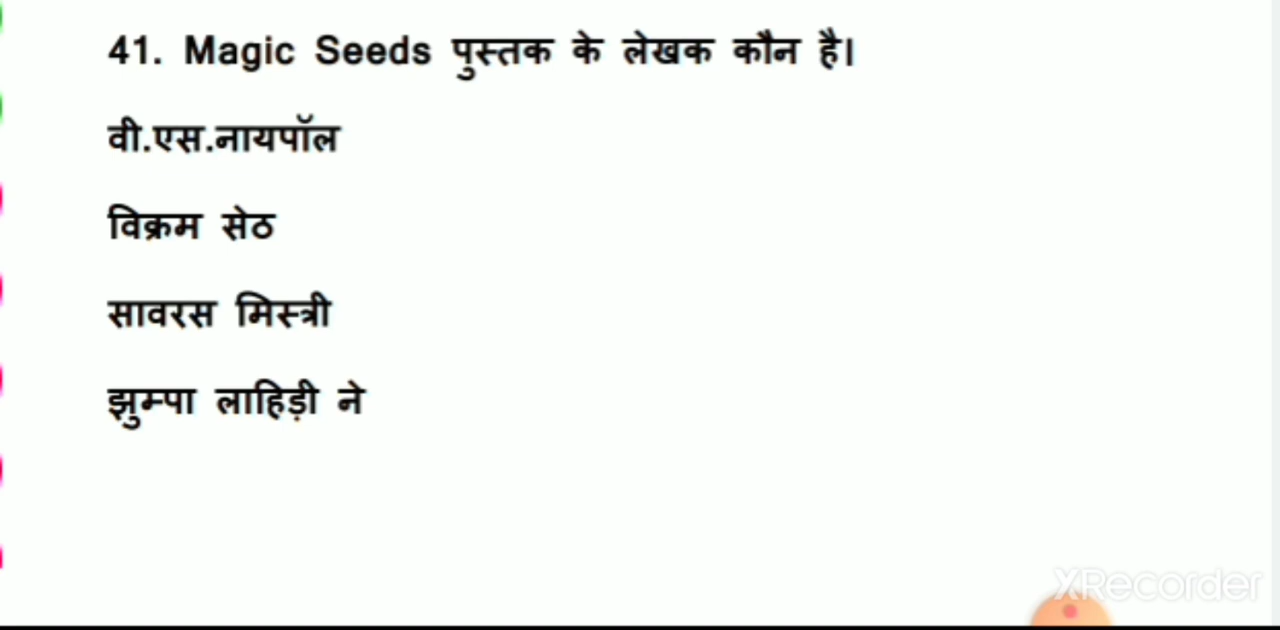 41. Magic Seeds पुस्तक के लेखक कौन है।
वी.एस.नायपॉल
विक्रम सेठ
सावरस मिस्त्री
झुम्पा लाहिड़ी ने
XRecorder